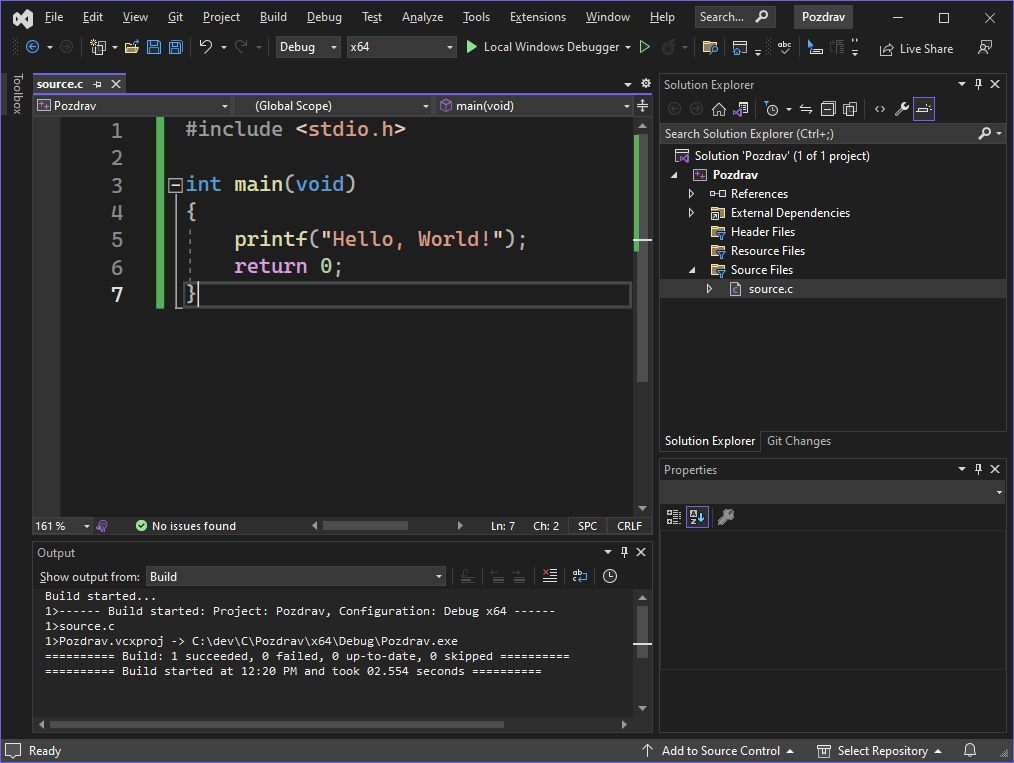 File Edit View Git Project Build Debug Test Analyze Tools Extensions Window Help Search... Pozdrav
Debug x64 Local Windows Debugger Live Share
Toolbox
source.c
Pozdrav (Global Scope) main(void)
1 #include <stdio.h>
2
3 int main(void)
4 {
5 printf("Hello, World!");
6 return 0;
7 }
161 % No issues found Ln: 7 Ch: 2 SPC CRLF
Output
Show output from: Build
Build started...
1>------ Build started: Project: Pozdrav, Configuration: Debug x64 ------
1>source.c
1>Pozdrav.vcxproj -> C:\dev\C\Pozdrav\x64\Debug\Pozdrav.exe
========== Build: 1 succeeded, 0 failed, 0 up-to-date, 0 skipped ==========
========== Build started at 12:20 PM and took 02.554 seconds ==========
Solution Explorer
Search Solution Explorer (Ctrl+;)
Solution 'Pozdrav' (1 of 1 project)
Pozdrav
References
External Dependencies
Header Files
Resource Files
Source Files
source.c
Solution Explorer Git Changes
Properties
Ready Add to Source Control Select Repository